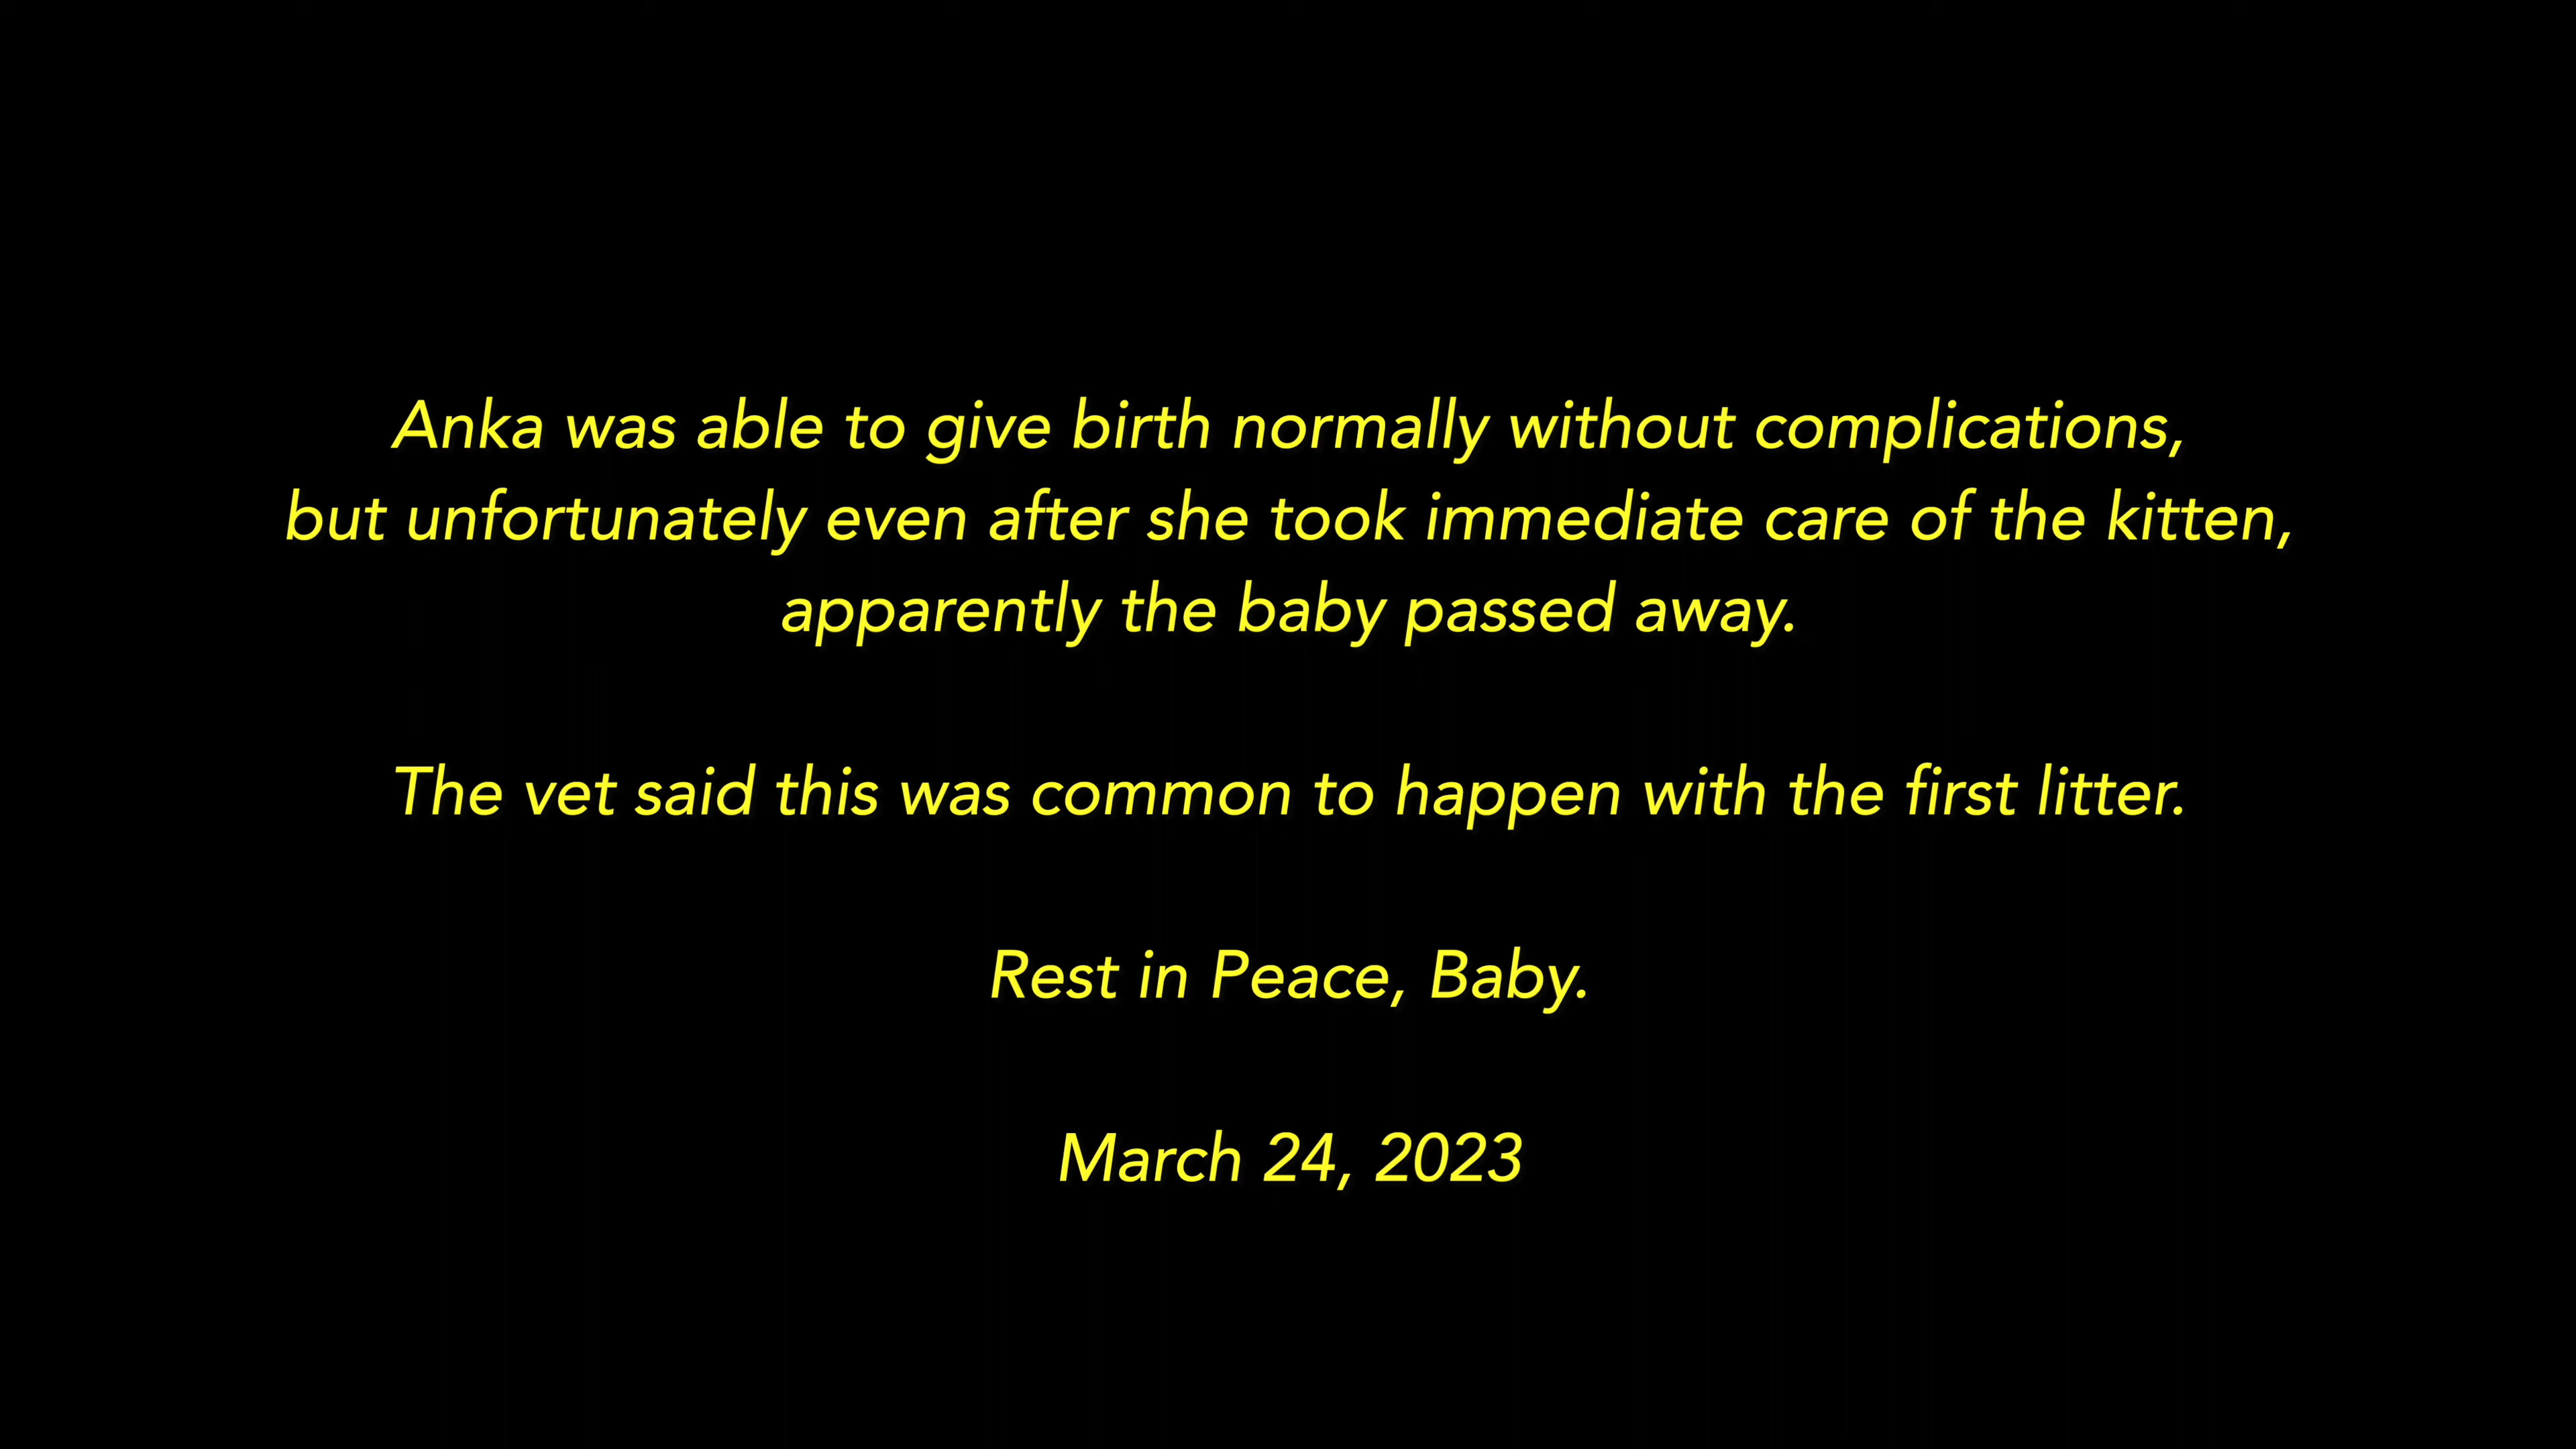 Anka was able to give birth normally without complications,
but unfortunately even after she took immediate care of the kitten,
apparently the baby passed away.
The vet said this was common to happen with the first litter.
Rest in Peace, Baby.
March 24, 2023